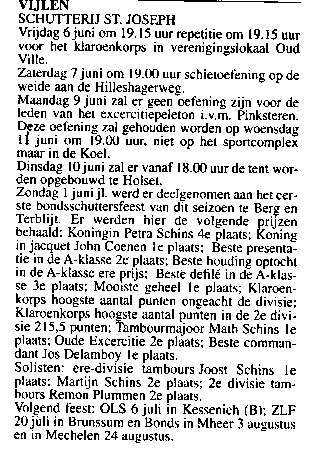 VIJLEN
SCHUTTERIJ ST. JOSEPH
Vrijdag 6 juni om 19.15 uur repetitie om 19.15 uur
voor het klaroenkorps in verenigingslokaal Oud
Ville.
Zaterdag 7 juni om 19.00 uur schietoefening op de
weide aan de Hilleshagerweg.
Maandag 9 juni zal er geen oefening zijn voor de
leden van het excercitiepeleton i.v.m. Pinksteren.
Deze oefening zal gehouden worden op woensdag
11 juni om 19.00 uur, niet op het sportcomplex
maar in de Koel.
Dinsdag 10 juni zal er vanaf 18.00 uur de tent wor-
den opgebouwd te Holset.
Zondag 1 juni jl. werd er deelgenomen aan het eer-
ste bondsschuttersfeest van dit seizoen te Berg en
Terblijt. Er werden hier de volgende prijzen
behaald: Koningin Petra Schins 4e plaats; Koning
in jacquet John Coenen 1e plaats; Beste presenta-
tie in de A-klasse 2e plaats; Beste houding optocht
in de A-klasse ere prijs; Beste defilé in de A-klas-
se 3e plaats; Mooiste geheel 1e plaats; Klaroen-
korps hoogste aantal punten ongeacht de divisie;
Klaroenkorps hoogste aantal punten in de 2e divi-
sie 215,5 punten; Tambourmajoor Math Schins 1e
plaats; Oude Excercitie 2e plaats; Beste comman-
dant Jos Delamboy 1e plaats.
Solisten: ere-divisie tambours Joost Schins 1e
plaats; Martijn Schins 2e plaats; 2e divisie tam-
bours Remon Plummen 2e plaats.
Volgend feest: OLS 6 juli in Kessenich (B); ZLF
20 juli in Brunssum en Bonds in Mheer 3 augustus
en in Mechelen 24 augustus.